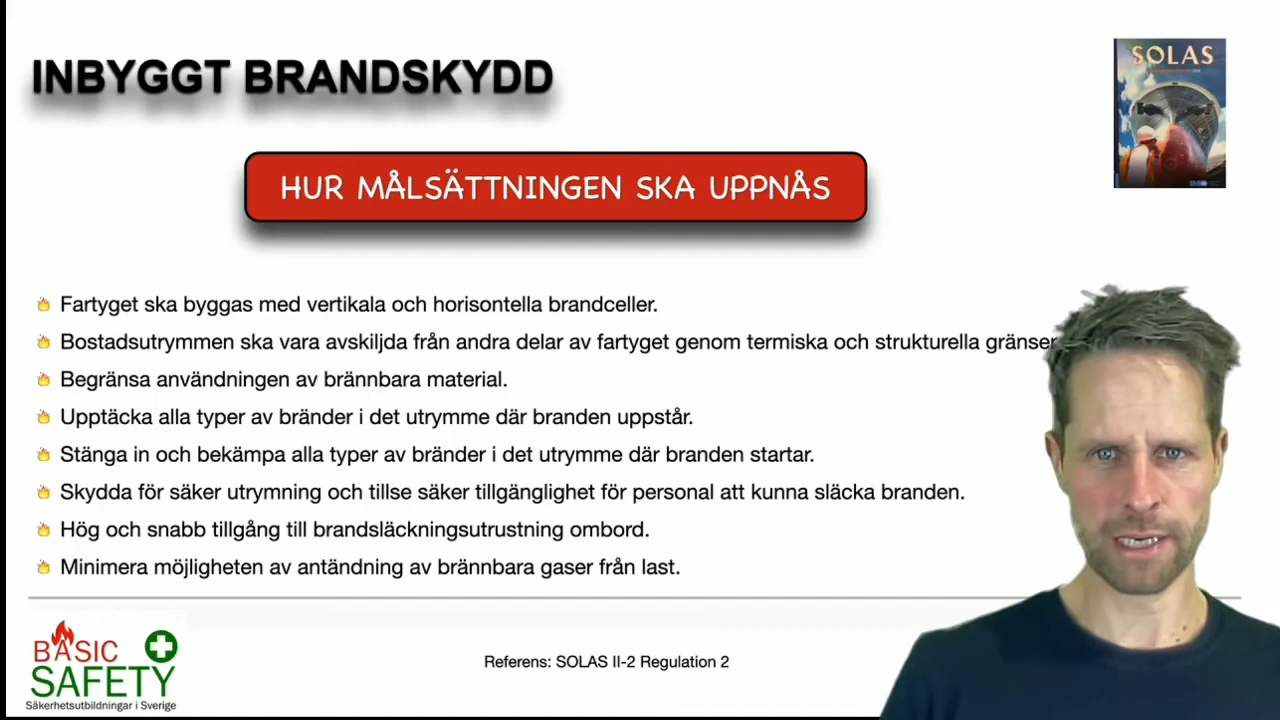 INBYGGT BRANDSKYDD
SOLAS
HUR MÅLSÄTTNINGEN SKA UPPNÅS
Fartyget ska byggas med vertikala och horisontella brandceller.
Bostadsutrymmen ska vara avskiljda från andra delar av fartyget genom termiska och strukturella gränser
Begränsa användningen av brännbara material.
Upptäcka alla typer av bränder i det utrymme där branden uppstår.
Stänga in och bekämpa alla typer av bränder i det utrymme där branden startar.
Skydda för säker utrymning och tillse säker tillgänglighet för personal att kunna släcka branden.
Hög och snabb tillgång till brandsläckningsutrustning ombord.
Minimera möjligheten av antändning av brännbara gaser från last.
BASIC
SAFETY
Säkerhetsutbildningar i Sverige
Referens: SOLAS II-2 Regulation 2